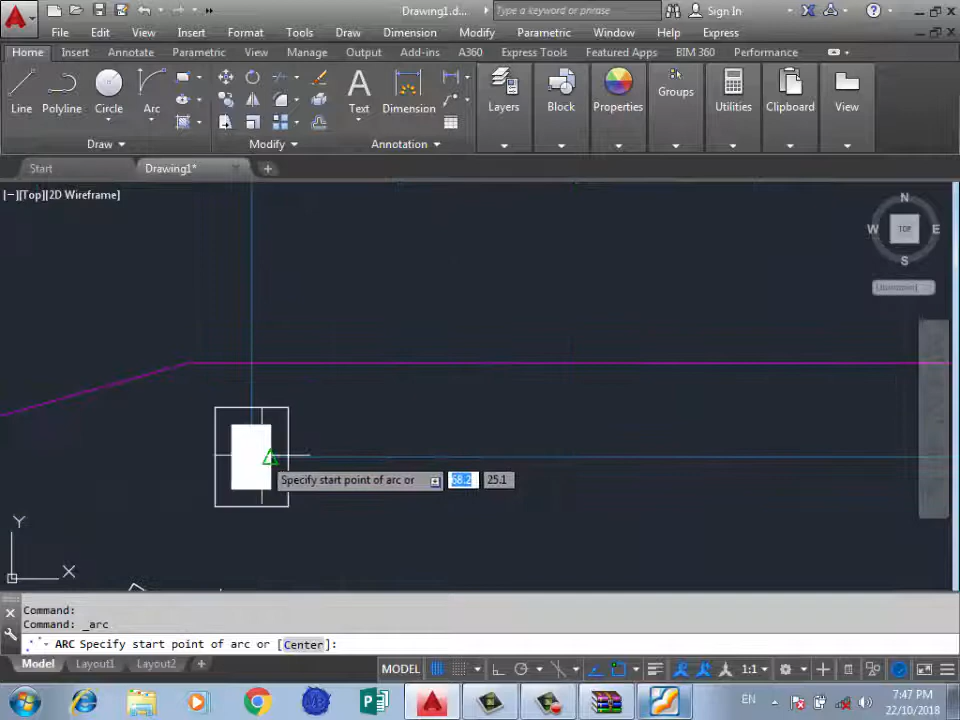 Drawing1.d...
Type a keyword or phrase
Sign In
File Edit View Insert Format Tools Draw Dimension Modify Parametric Window Help Express
Home Insert Annotate Parametric View Manage Output Add-ins A360 Express Tools Featured Apps BIM 360 Performance
Line Polyline Circle Arc Text Dimension Layers Block Properties Groups Utilities Clipboard View
Draw Modify Annotation
Start Drawing1*
[−][Top][2D Wireframe]
N
W TOP E
S
Unnamed
Specify start point of arc or 68.2 25.1
Y
X
Command:
Command: _arc
ARC Specify start point of arc or [Center]:
Model Layout1 Layout2 +
MODEL 1:1
EN
7:47 PM
22/10/2018